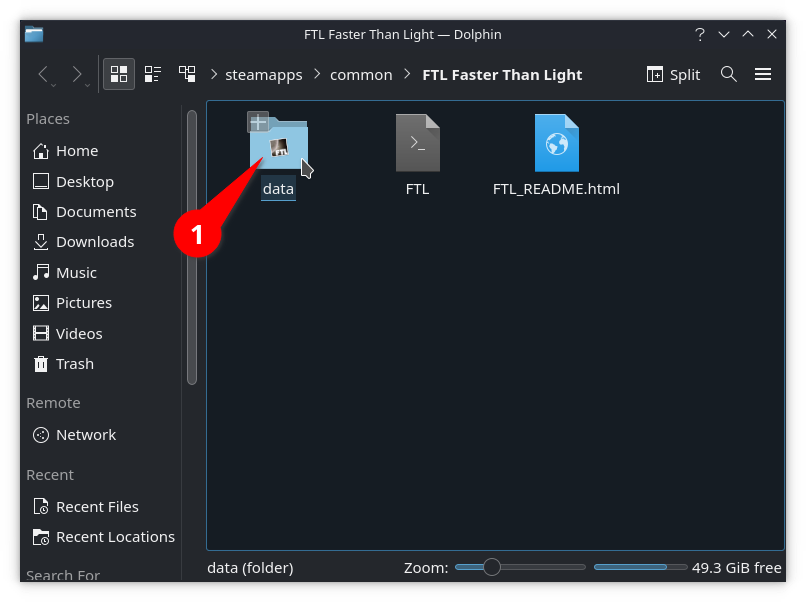 FTL Faster Than Light — Dolphin
?
steamapps
common
FTL Faster Than Light
Split
Places
Home
Desktop
Documents
Downloads
Music
Pictures
Videos
Trash
Remote
Network
Recent
Recent Files
Recent Locations
Search For
1
data
>_
FTL
FTL_README.html
data (folder)
Zoom:
49.3 GiB free